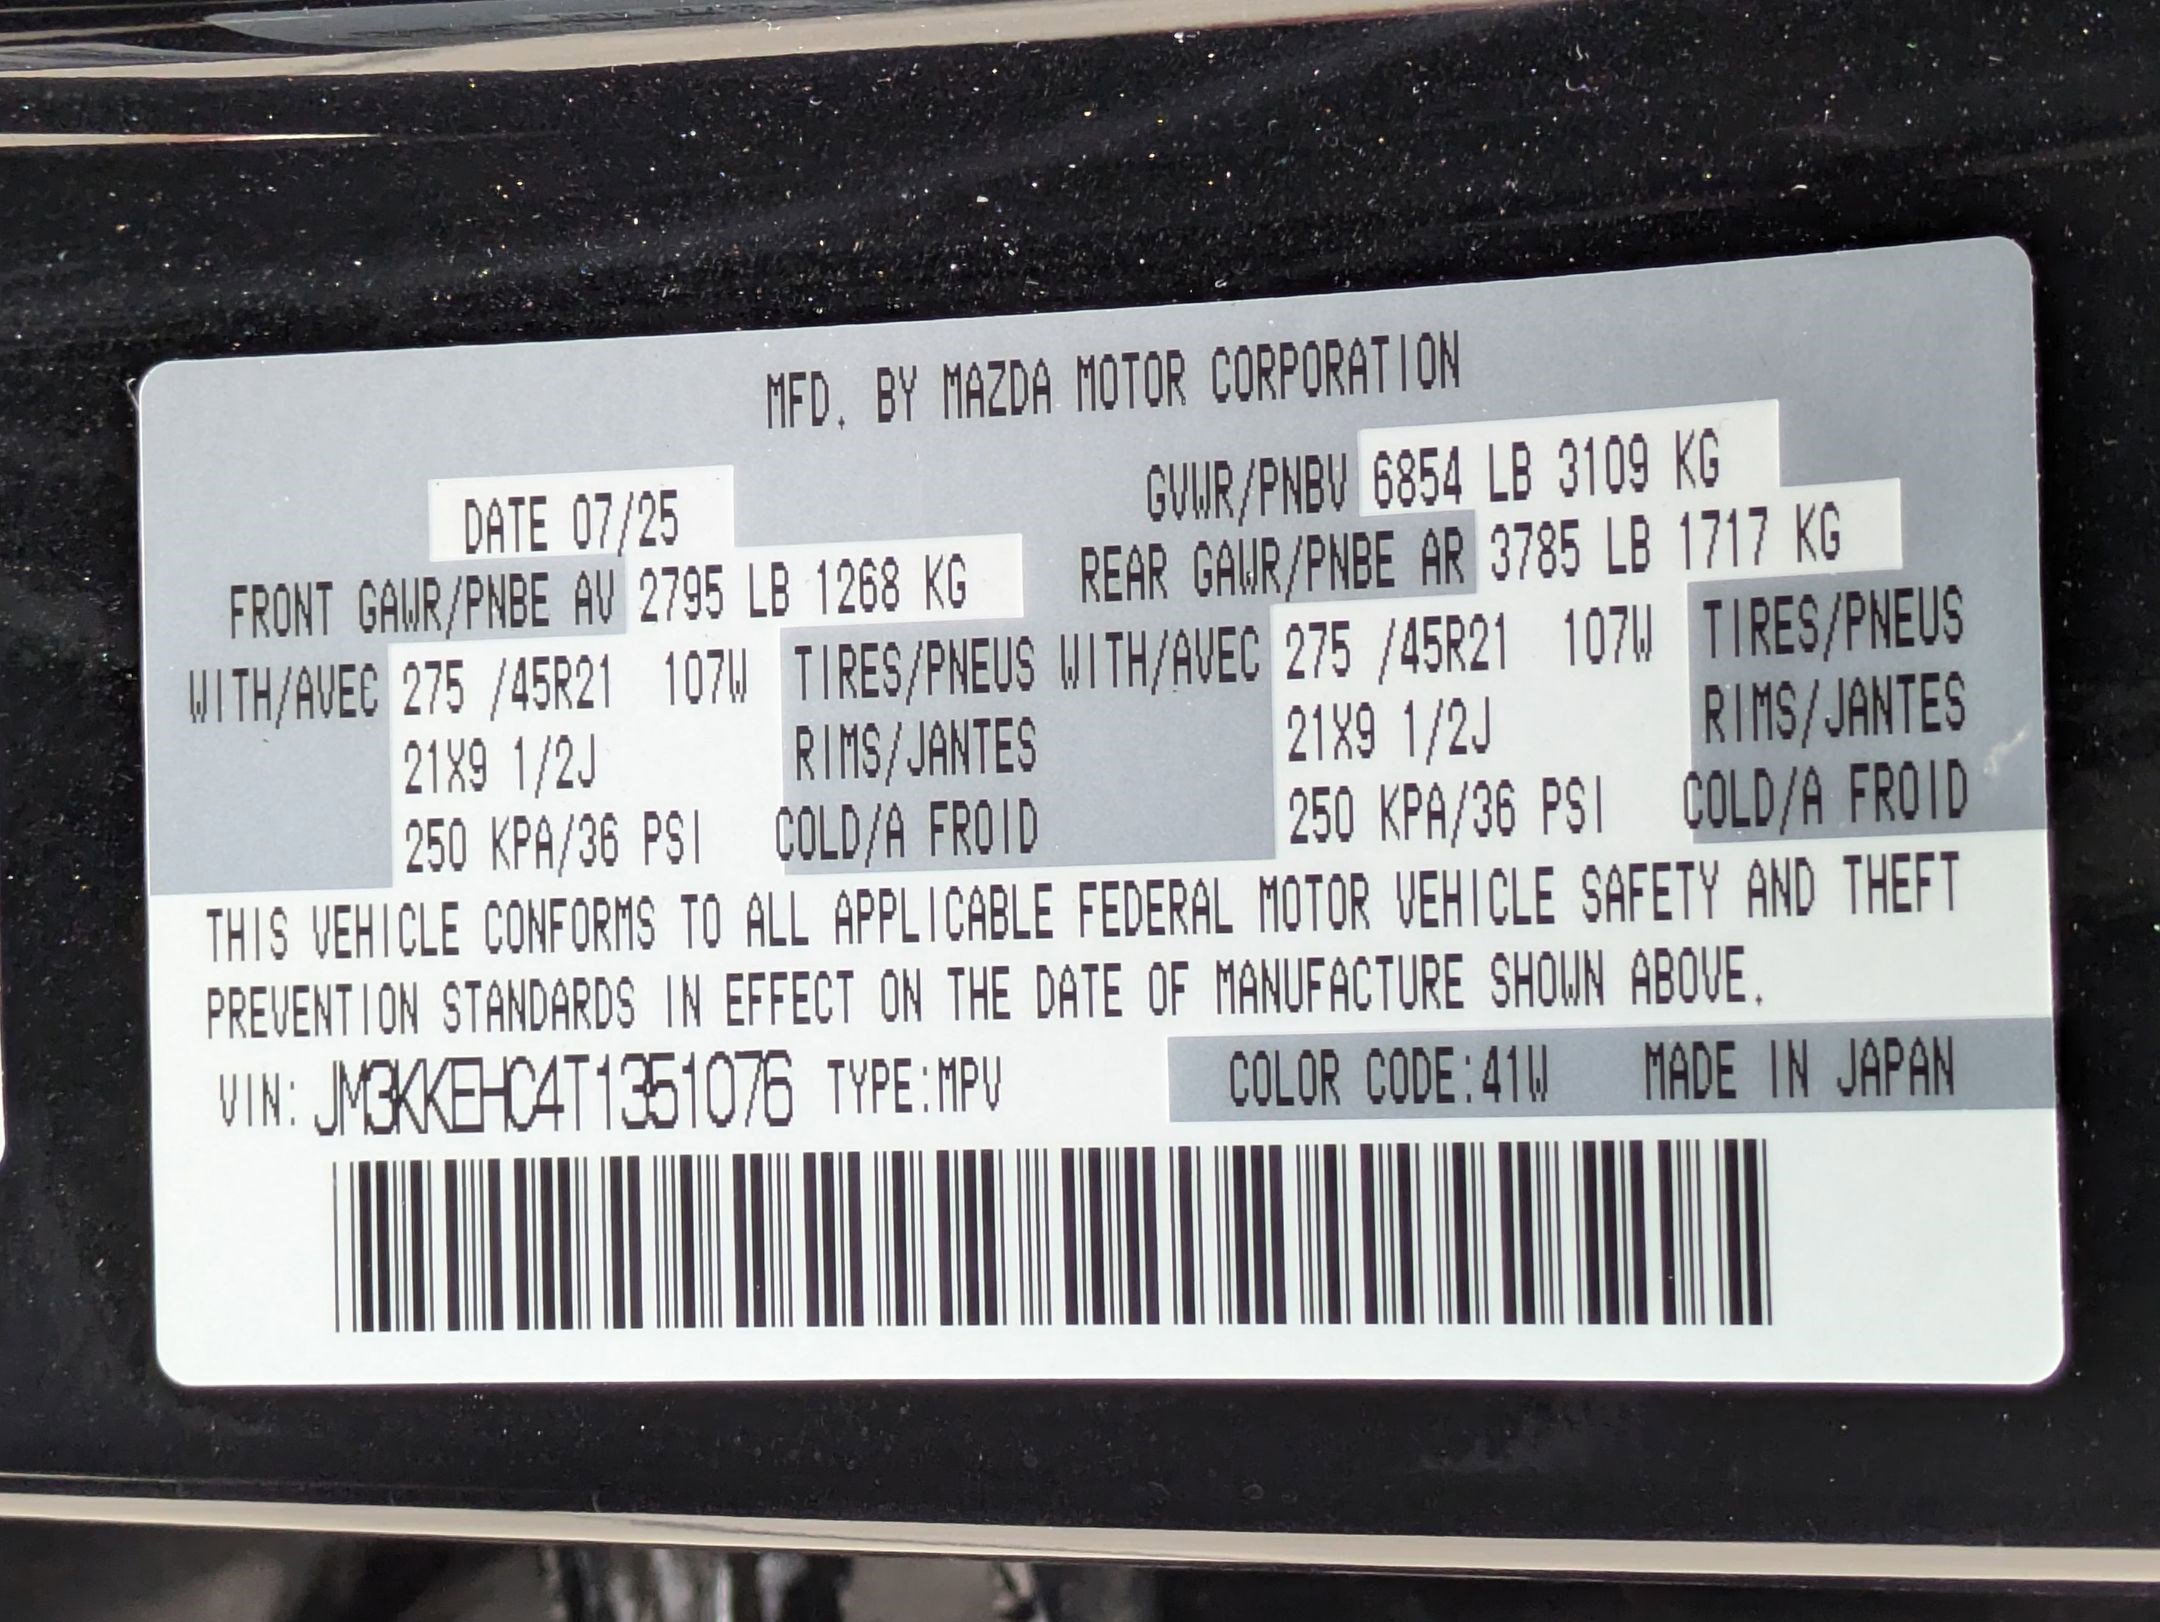 MFD. BY MAZDA MOTOR CORPORATION
DATE 07/25 GVWR/PNBV 6854 LB 3109 KG
FRONT GAWR/PNBE AV 2795 LB 1268 KG REAR GAWR/PNBE AR 3785 LB 1717 KG
WITH/AVEC 275 /45R21 107W TIRES/PNEUS WITH/AVEC 275 /45R21 107W TIRES/PNEUS
21X9 1/2J RIMS/JANTES 21X9 1/2J RIMS/JANTES
250 KPA/36 PSI COLD/A FROID 250 KPA/36 PSI COLD/A FROID
THIS VEHICLE CONFORMS TO ALL APPLICABLE FEDERAL MOTOR VEHICLE SAFETY AND THEFT
PREVENTION STANDARDS IN EFFECT ON THE DATE OF MANUFACTURE SHOWN ABOVE.
VIN: JM3KKEHC4T1351076 TYPE:MPV COLOR CODE:41W MADE IN JAPAN